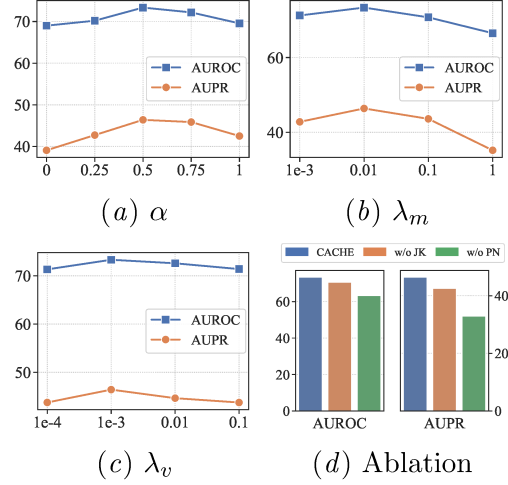 70
60
50
40
AUROC
AUPR
0
0.25
0.5
0.75
1
(a) α
60
40
AUROC
AUPR
1e-3
0.01
0.1
1
(b) λm
70
50
AUROC
AUPR
1e-4
1e-3
0.01
0.1
(c) λv
CACHE
w/o JK
w/o PN
60
40
20
0
40
20
0
AUROC
AUPR
(d) Ablation